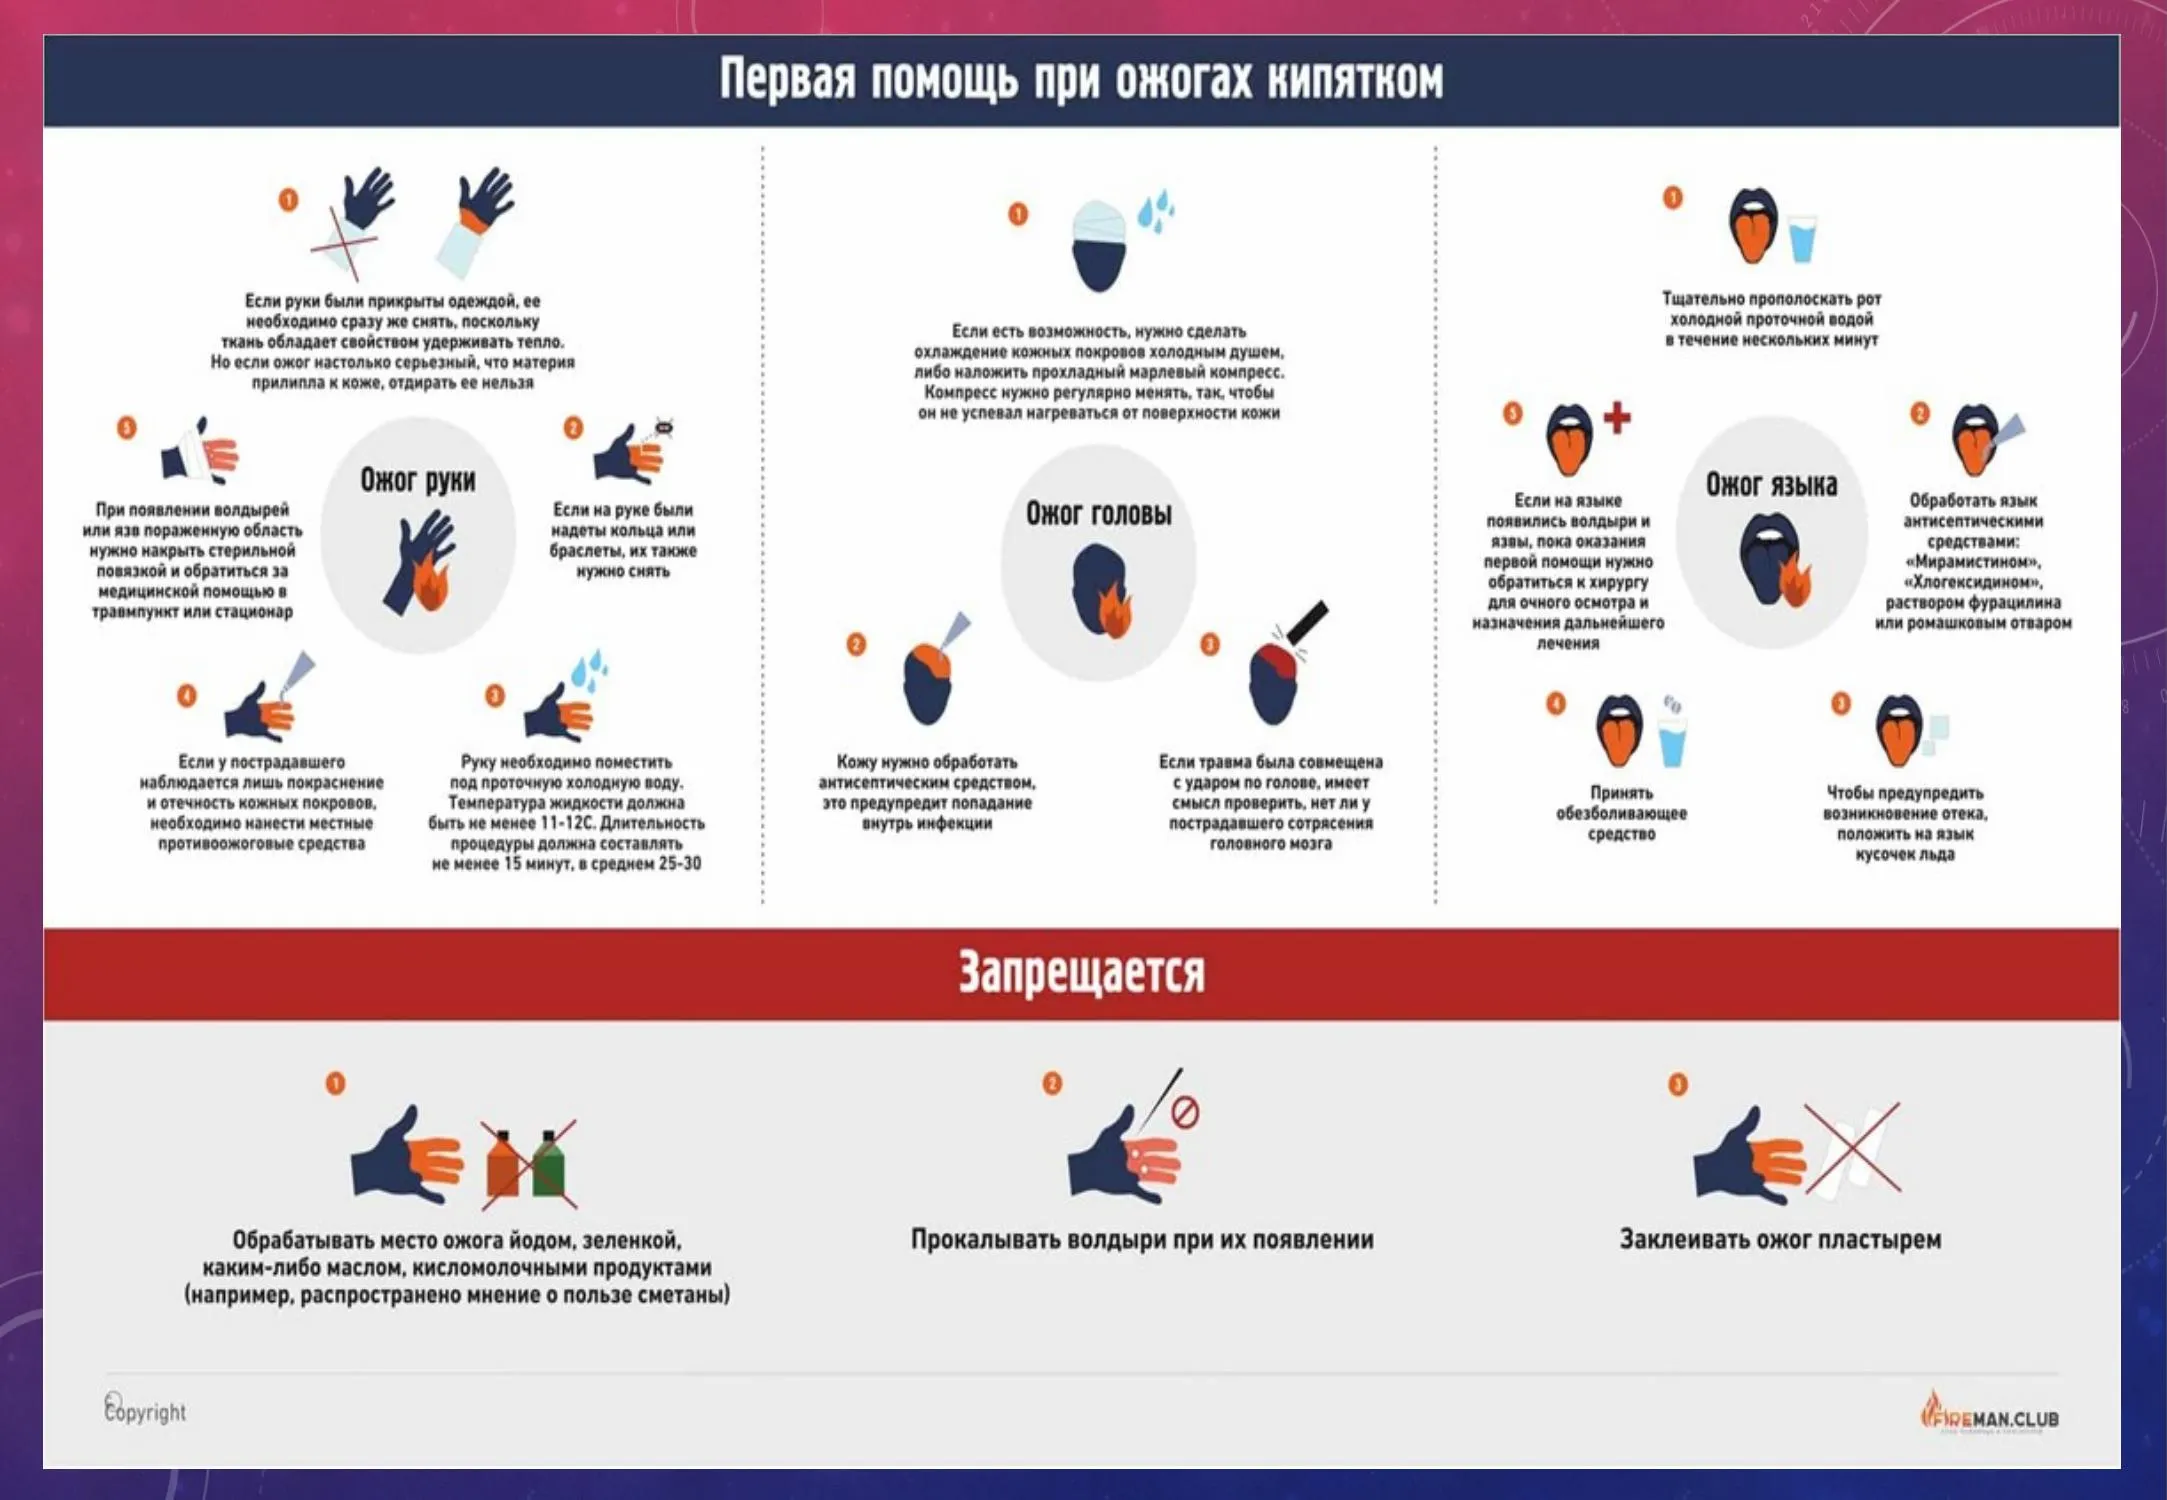 Первая помощь при ожогах кипятком
1
Если руки были прикрыты одеждой, ее
необходимо сразу же снять, поскольку
ткань обладает свойством удерживать тепло.
Но если ожог настолько серьезный, что материя
прилипла к коже, отдирать ее нельзя
Ожог руки
2
Если на руке были
надеты кольца или
браслеты, их также
нужно снять
3
Руку необходимо поместить
под проточную холодную воду.
Температура жидкости должна
быть не менее 11-12С. Длительность
процедуры должна составлять
не менее 15 минут, в среднем 25-30
4
Если у пострадавшего
наблюдается лишь покраснение
и отечность кожных покровов,
необходимо нанести местные
противоожоговые средства
5
При появлении волдырей
или язв пораженную область
нужно накрыть стерильной
повязкой и обратиться за
медицинской помощью в
травмпункт или стационар
1
Если есть возможность, нужно сделать
охлаждение кожных покровов холодным душем,
либо наложить прохладный марлевый компресс.
Компресс нужно регулярно менять, так, чтобы
он не успевал нагреваться от поверхности кожи
Ожог головы
2
Кожу нужно обработать
антисептическим средством,
это предупредит попадание
внутрь инфекции
3
Если травма была совмещена
с ударом по голове, имеет
смысл проверить, нет ли у
пострадавшего сотрясения
головного мозга
1
Тщательно прополоскать рот
холодной проточной водой
в течение нескольких минут
Ожог языка
2
Обработать язык
антисептическими
средствами:
«Мирамистином»,
«Хлогексидином»,
раствором фурацилина
или ромашковым отваром
3
Чтобы предупредить
возникновение отека,
положить на язык
кусочек льда
4
Принять
обезболивающее
средство
5
Если на языке
появились волдыри и
язвы, пока оказания
первой помощи нужно
обратиться к хирургу
для очного осмотра и
назначения дальнейшего
лечения
Запрещается
1
Обрабатывать место ожога йодом, зеленкой,
каким-либо маслом, кисломолочными продуктами
(например, распространено мнение о пользе сметаны)
2
Прокалывать волдыри при их появлении
3
Заклеивать ожог пластырем
Copyright
FIREMAN.CLUB